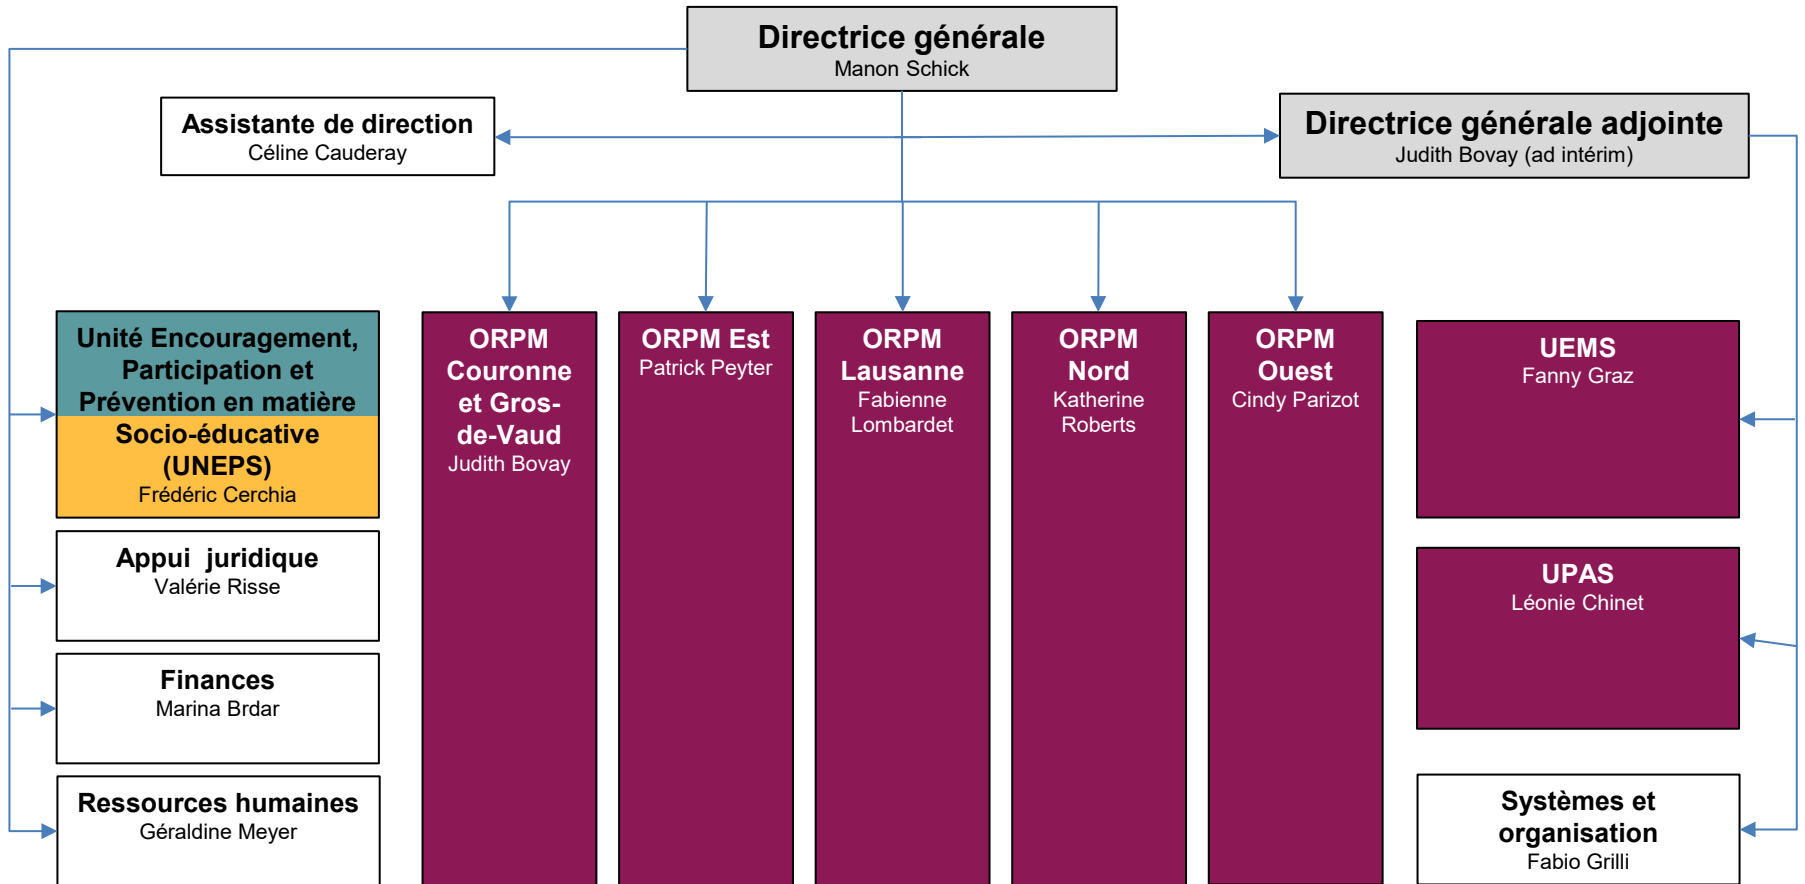 Directrice générale
Manon Schick
Assistante de direction
Céline Cauderay
Directrice générale adjointe
Judith Bovay (ad intérim)
Unité Encouragement,
Participation et
Prévention en matière
Socio-éducative
(UNEPS)
Frédéric Cerchia
Appui  juridique
Valérie Risse
Finances
Marina Brdar
Ressources humaines
Géraldine Meyer
ORPM
Couronne
et Gros-
de-Vaud
Judith Bovay
ORPM Est
Patrick Peyter
ORPM
Lausanne
Fabienne
Lombardet
ORPM
Nord
Katherine
Roberts
ORPM
Ouest
Cindy Parizot
UEMS
Fanny Graz
UPAS
Léonie Chinet
Systèmes et
organisation
Fabio Grilli